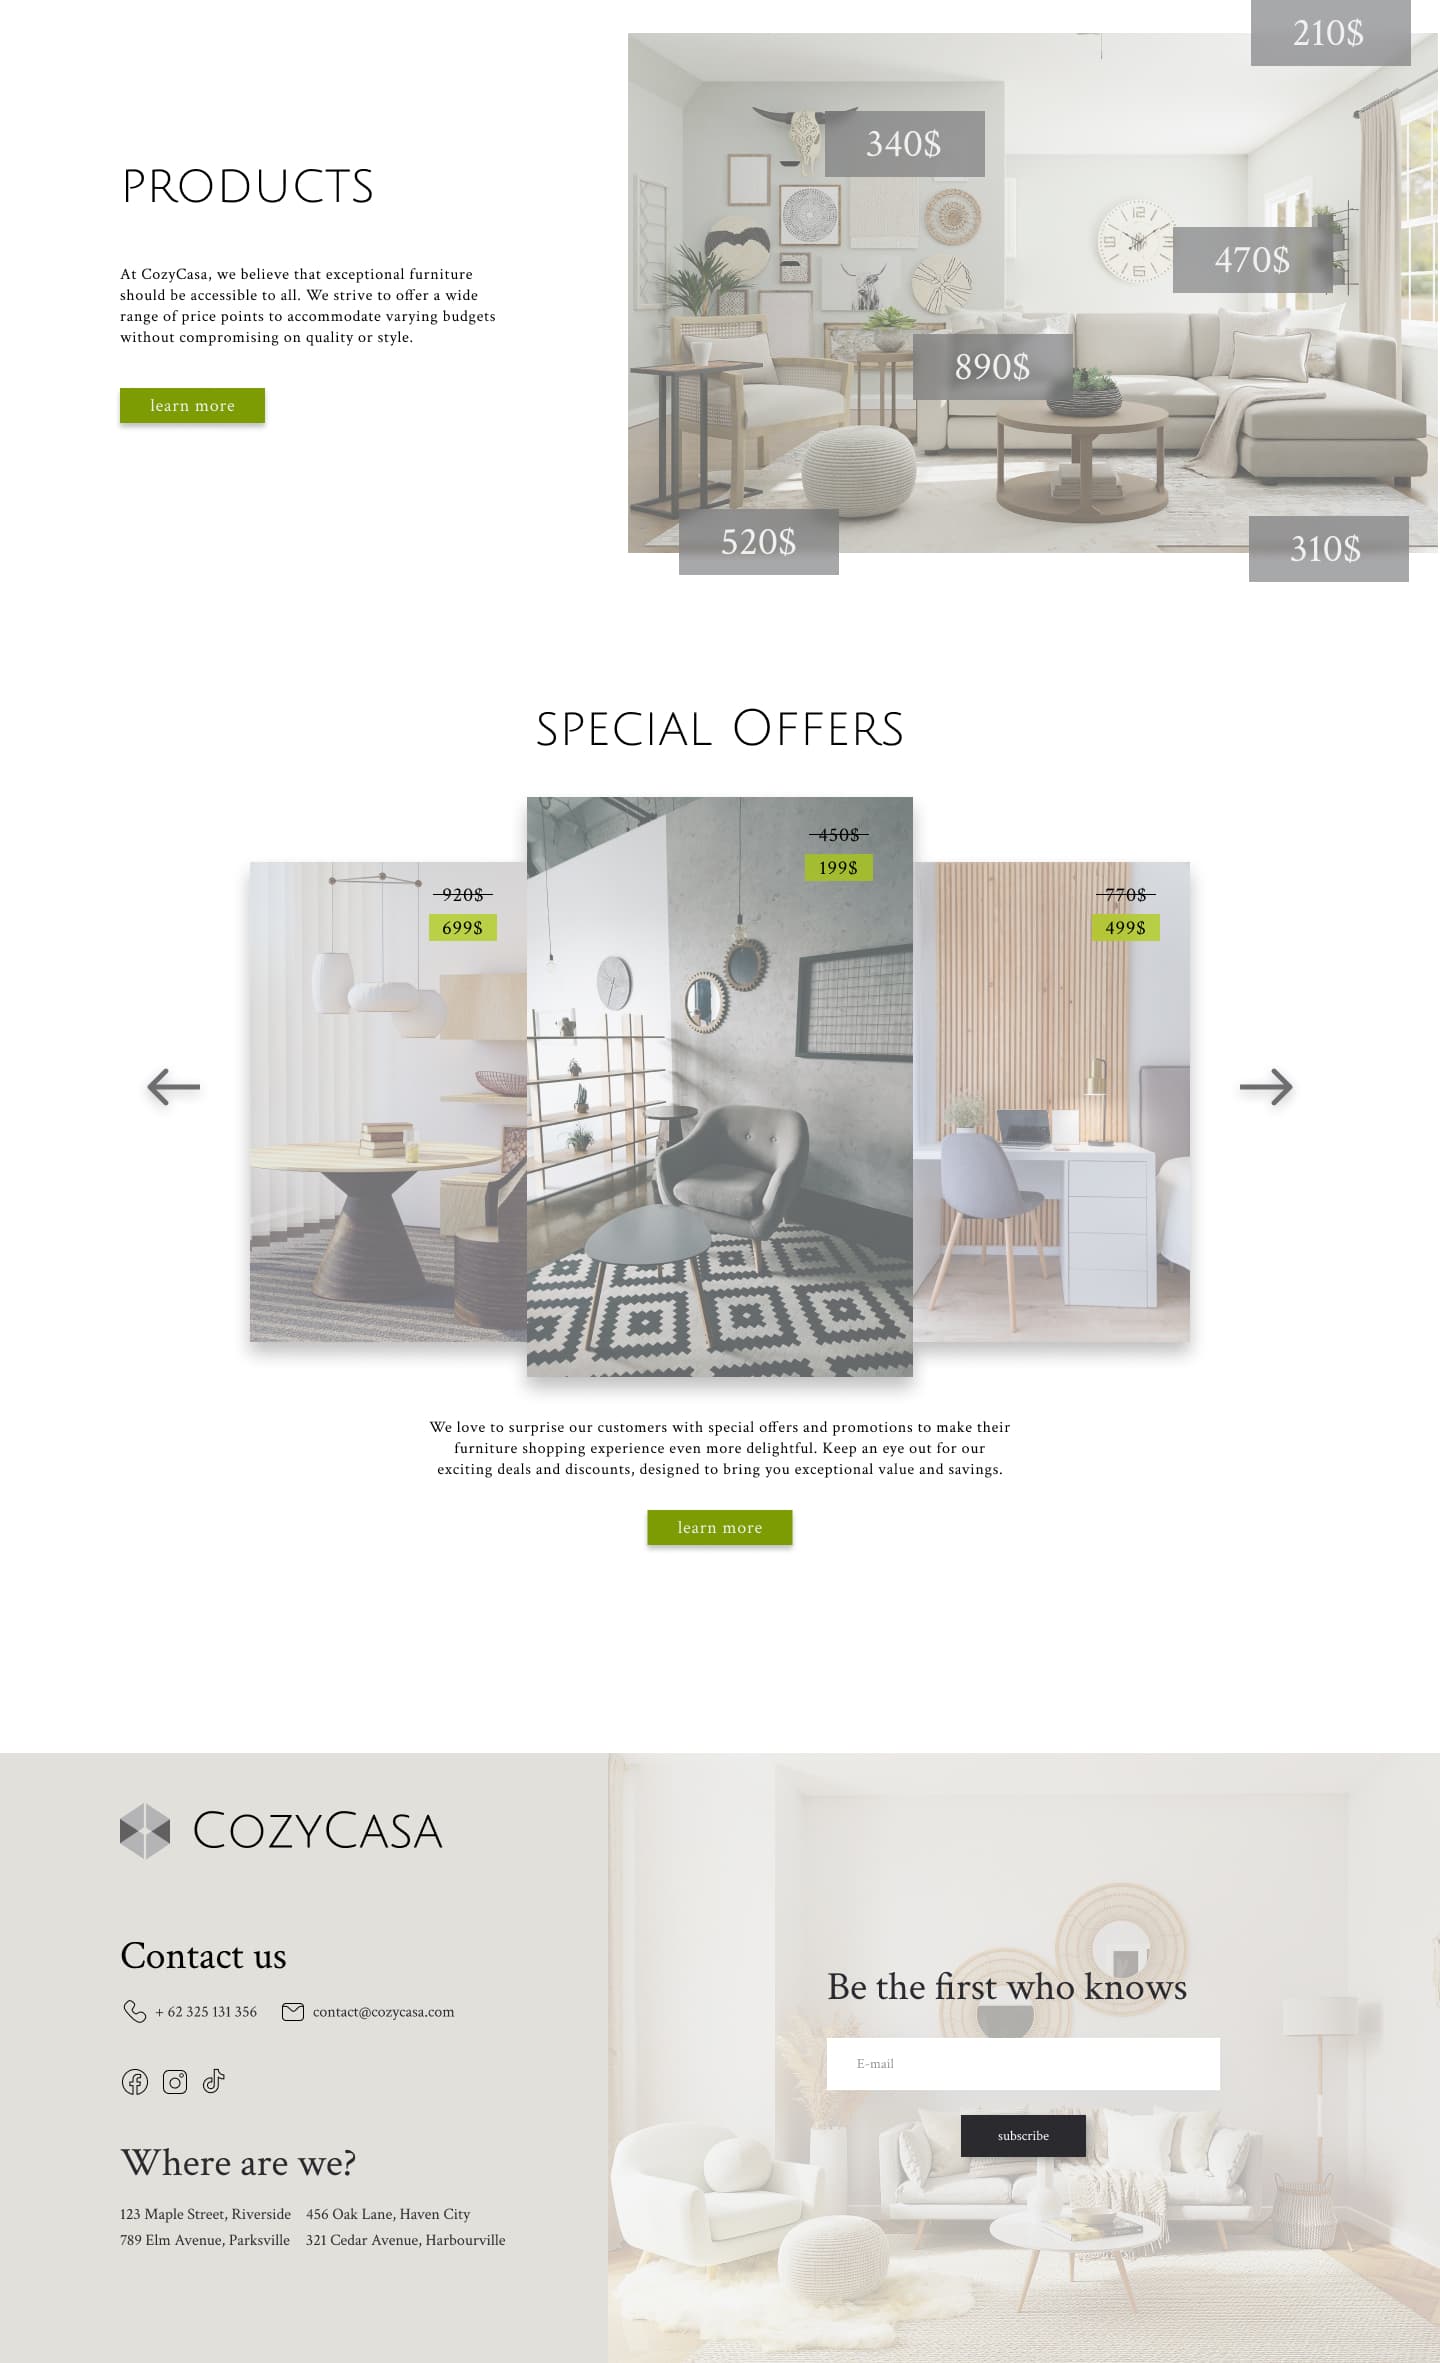 210$
340$
PRODUCTS
470$
At CozyCasa, we believe that exceptional furniture
should be accessible to all. We strive to offer a wide
range of price points to accommodate varying budgets
without compromising on quality or style.
890$
learn more
520$
310$
SPECIAL OFFERS
450$
199$
920$
699$
770$
499$
We love to surprise our customers with special offers and promotions to make their
furniture shopping experience even more delightful. Keep an eye out for our
exciting deals and discounts, designed to bring you exceptional value and savings.
learn more
COZYCASA
Contact us
+ 62 325 131 356 contact@cozycasa.com
Where are we?
123 Maple Street, Riverside 456 Oak Lane, Haven City
789 Elm Avenue, Parksville 321 Cedar Avenue, Harbourville
Be the first who knows
E-mail
subscribe